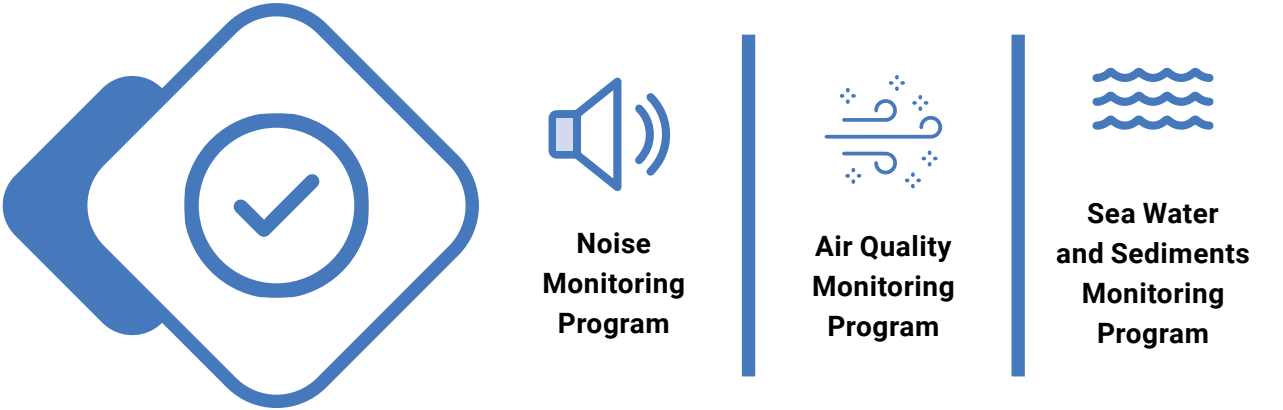 Noise
Monitoring
Program
Air Quality
Monitoring
Program
Sea Water
and Sediments
Monitoring
Program